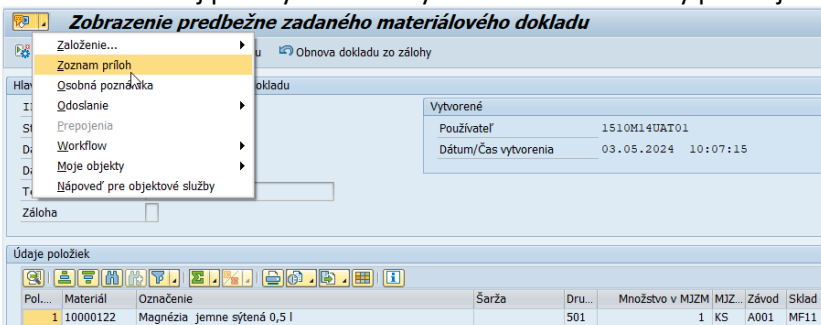 Zobrazenie predbežne zadaného materiálového dokladu
Založenie...
Obnova dokladu zo zálohy
Zoznam príloh
Osobná poznámka
okladu
Odoslanie
Vytvorené
Prepojenia
Používateľ 1510M14UAT01
Workflow
Dátum/Čas vytvorenia 03.05.2024 10:07:15
Moje objekty
Nápoveď pre objektové služby
Záloha
Údaje položiek
Pol... Materiál Označenie Šarža Dru... Množstvo v MJZM MJZ... Závod Sklad
1 10000122 Magnézia jemne sýtená 0,5 l 501 1 KS A001 MF11